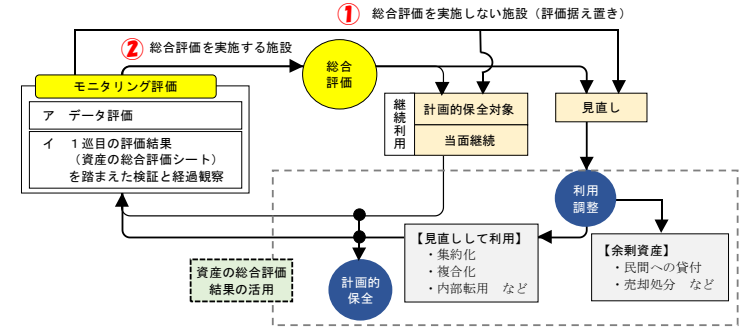 ① 総合評価を実施しない施設（評価据え置き）
② 総合評価を実施する施設
総合
評価
モニタリング評価
ア データ評価
イ １巡目の評価結果
（資産の総合評価シート）
を踏まえた検証と経過観察
継続利用
計画的保全対象
当面継続
見直し
利用
調整
【見直しして利用】
・集約化
・複合化
・内部転用 など
【余剰資産】
・民間への貸付
・売却処分 など
資産の総合評価
結果の活用
計画的
保全